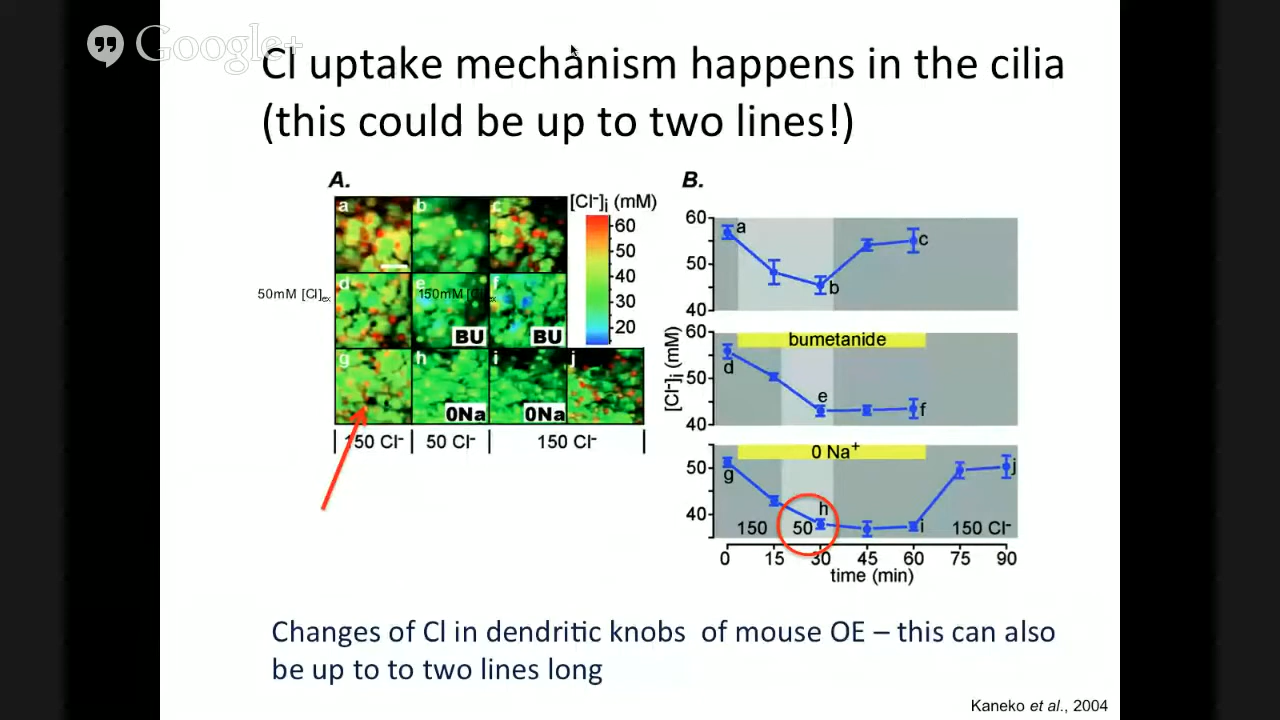 Google+
Cl uptake mechanism happens in the cilia
(this could be up to two lines!)
A.
[Cl⁻]i (mM)
a b c
60
50
40
30
20
d e f
50mM [Cl]ex
150mM [Cl]ex
BU BU
g h i j
0Na 0Na
150 Cl⁻ 50 Cl⁻ 150 Cl⁻
B.
60
50
40
a
b
c
60
50
40
bumetanide
d
e
f
[Cl⁻]i (mM)
50
40
0 Na⁺
g
h
i
j
150 50 150 Cl⁻
0 15 30 45 60 75 90
time (min)
Changes of Cl in dendritic knobs of mouse OE – this can also
be up to to two lines long
Kaneko et al., 2004